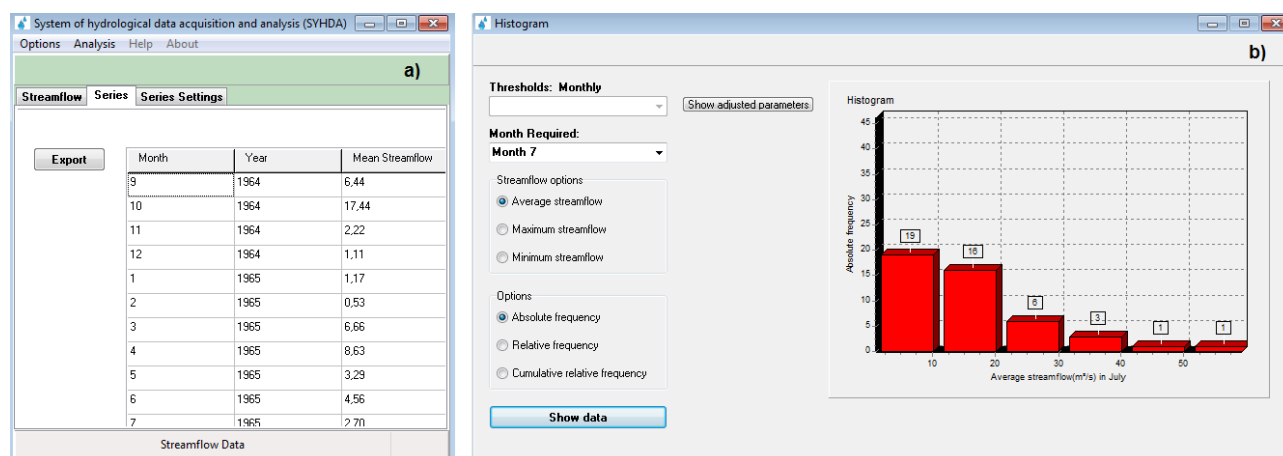 System of hydrological data acquisition and analysis (SYHDA)
Options Analysis Help About
a)
Streamflow Series Series Settings
Export
Month Year Mean Streamflow
9 1964 6,44
10 1964 17,44
11 1964 2,22
12 1964 1,11
1 1965 1,17
2 1965 0,53
3 1965 6,66
4 1965 8,63
5 1965 3,29
6 1965 4,56
7 1965 2,70
Streamflow Data
Histogram
b)
Thresholds: Monthly
Show adjusted parameters
Month Required:
Month 7
Streamflow options
Average streamflow
Maximum streamflow
Minimum streamflow
Options
Absolute frequency
Relative frequency
Cumulative relative frequency
Show data
Histogram
Absolute frequency
45
40
35
30
25
20
15
10
5
0
19
16
6
3
1
1
10 20 30 40 50
Average streamflow(m³/s) in July